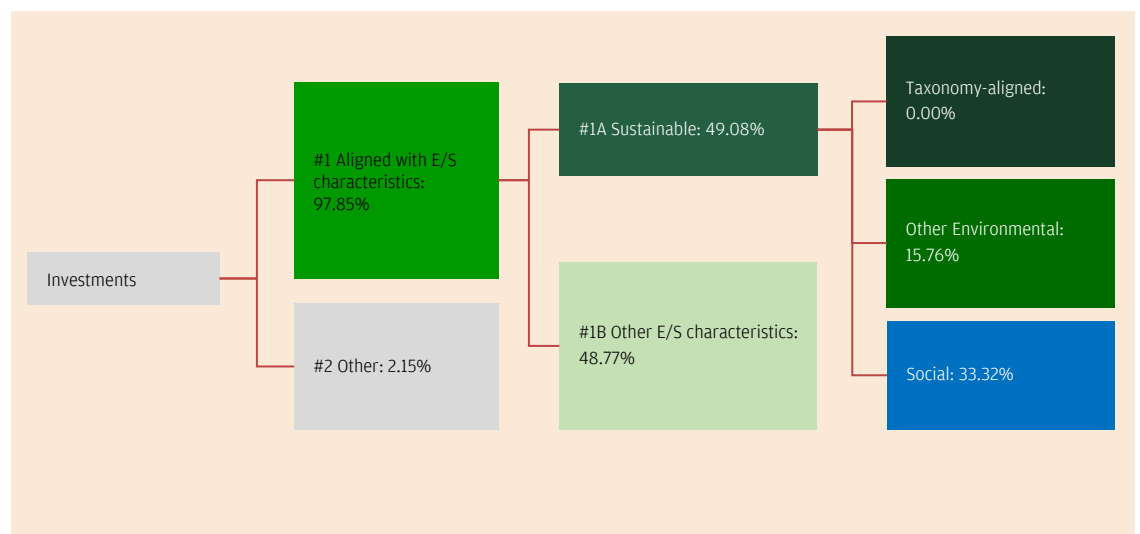 Investments
#1 Aligned with E/S
characteristics:
97.85%
#2 Other: 2.15%
#1A Sustainable: 49.08%
#1B Other E/S characteristics:
48.77%
Taxonomy-aligned:
0.00%
Other Environmental:
15.76%
Social: 33.32%